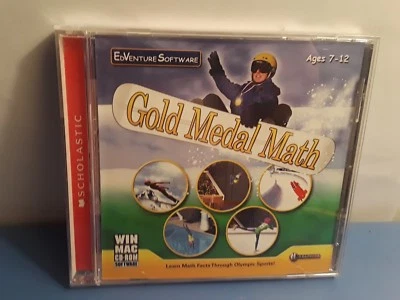 EdVenture Software
Ages 7-12
SCHOLASTIC
Gold Medal Math
WIN
MAC
CD-ROM
SOFTWARE
Learn Math Facts Through Olympic Sports!